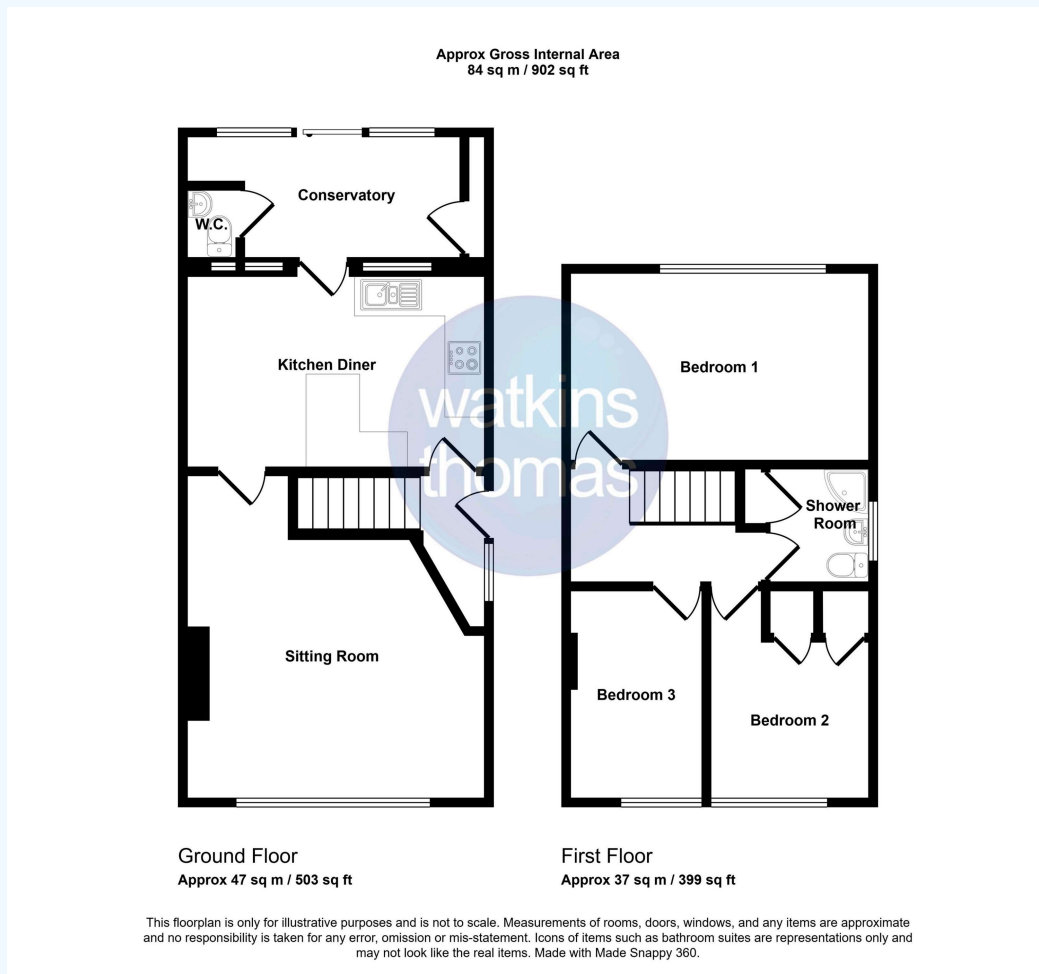 Approx Gross Internal Area
84 sq m / 902 sq ft
Conservatory
W.C.
Kitchen Diner
Bedroom 1
watkins
thomas
Shower
Room
Sitting Room
Bedroom 3
Bedroom 2
Ground Floor
Approx 47 sq m / 503 sq ft
First Floor
Approx 37 sq m / 399 sq ft
This floorplan is only for illustrative purposes and is not to scale. Measurements of rooms, doors, windows, and any items are approximate
and no responsibility is taken for any error, omission or mis-statement. Icons of items such as bathroom suites are representations only and
may not look like the real items. Made with Made Snappy 360.